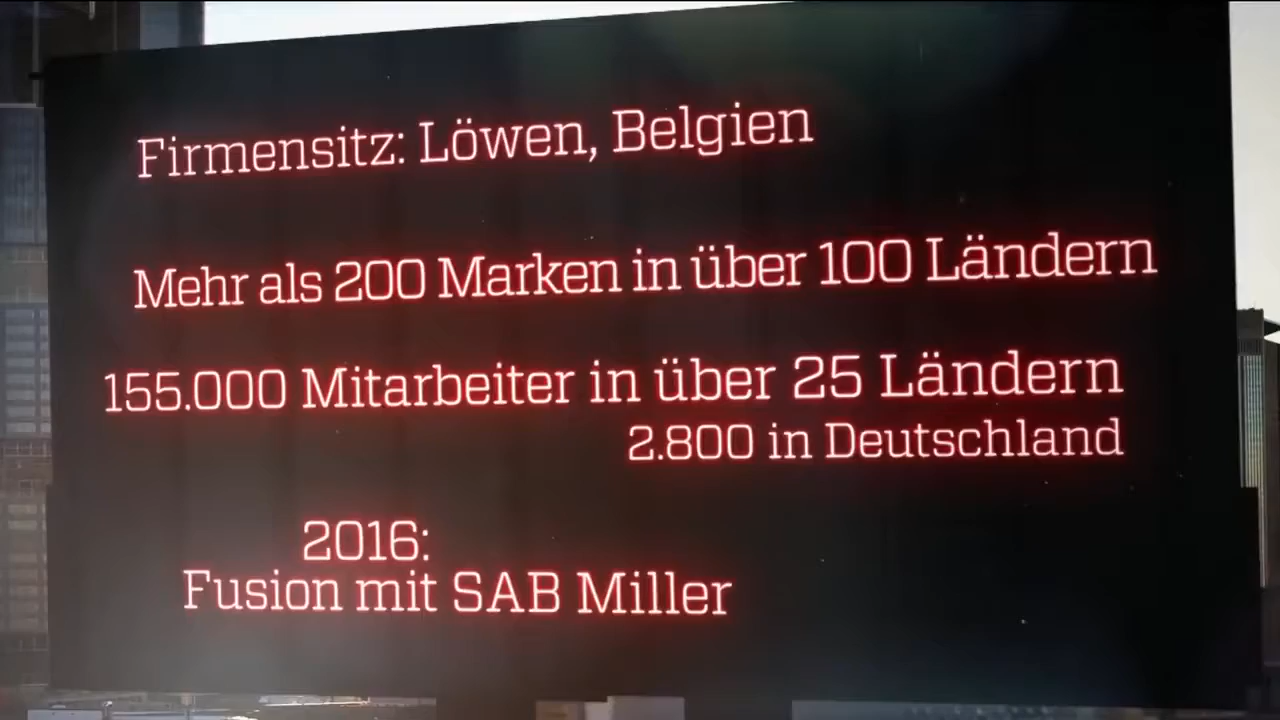 Firmensitz: Löwen, Belgien
Mehr als 200 Marken in über 100 Ländern
155.000 Mitarbeiter in über 25 Ländern
2.800 in Deutschland
2016:
Fusion mit SAB Miller